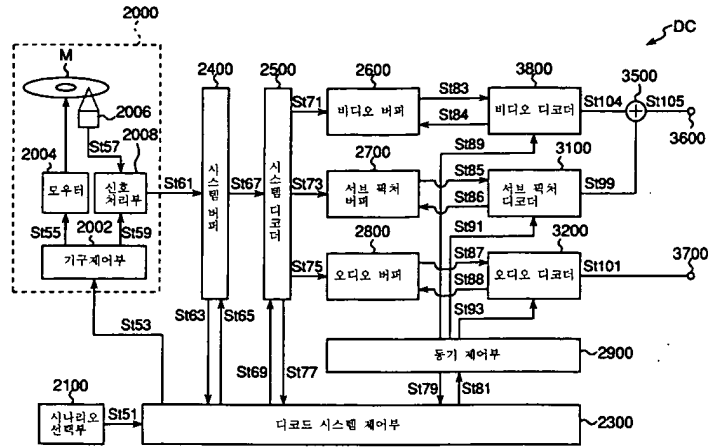 DC
2000
M
2006
St57
2004
2008
모우터
신호
처리부
St61
St55
2002
St59
기구제어부
St53
2100
시나리오
선택부
St51
2400
시스템 버퍼
St67
2500
시스템 디코더
St63
St65
St69
St77
St71
2600
비디오 버퍼
St83
St84
3800
비디오 디코더
St104
3500
St105
3600
St73
2700
서브 픽처
버퍼
St89
St85
St86
3100
서브 픽처
디코더
St99
St91
St75
2800
오디오 버퍼
St87
St88
3200
오디오 디코더
St101
3700
St93
동기 제어부
2900
St79
St81
디코드 시스템 제어부
2300